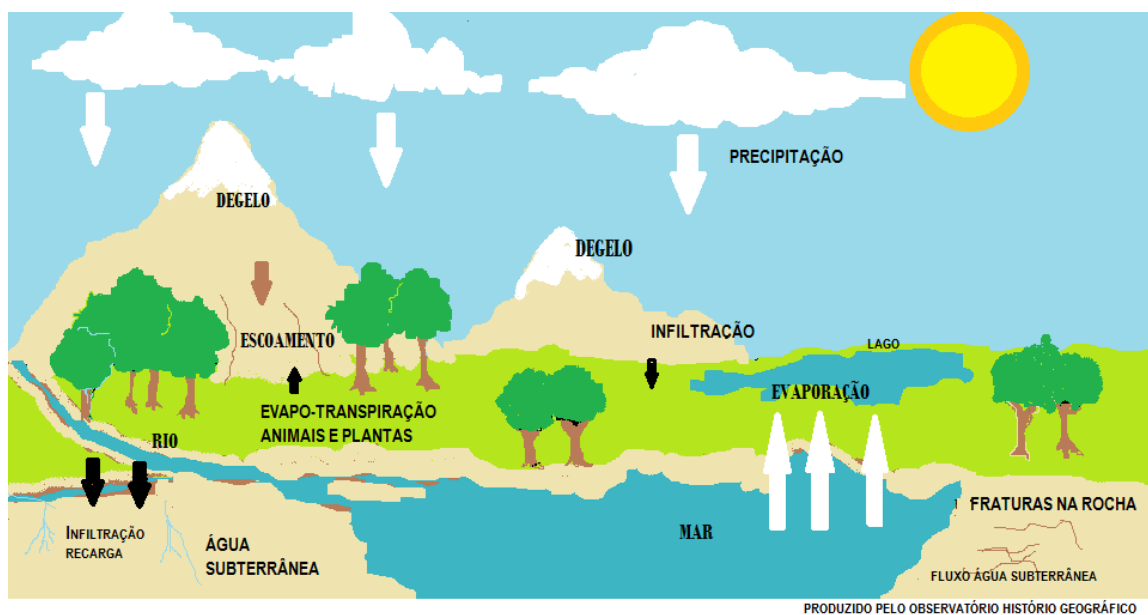 PRECIPITAÇÃO
DEGELO
DEGELO
INFILTRAÇÃO
ESCOAMENTO
LAGO
EVAPORAÇÃO
EVAPO-TRANSPIRAÇÃO
ANIMAIS E PLANTAS
RIO
FRATURAS NA ROCHA
INFILTRAÇÃO
RECARGA
MAR
ÁGUA
SUBTERRÂNEA
FLUXO ÁGUA SUBTERRÂNEA
PRODUZIDO PELO OBSERVATÓRIO HISTÓRIO GEOGRÁFICO